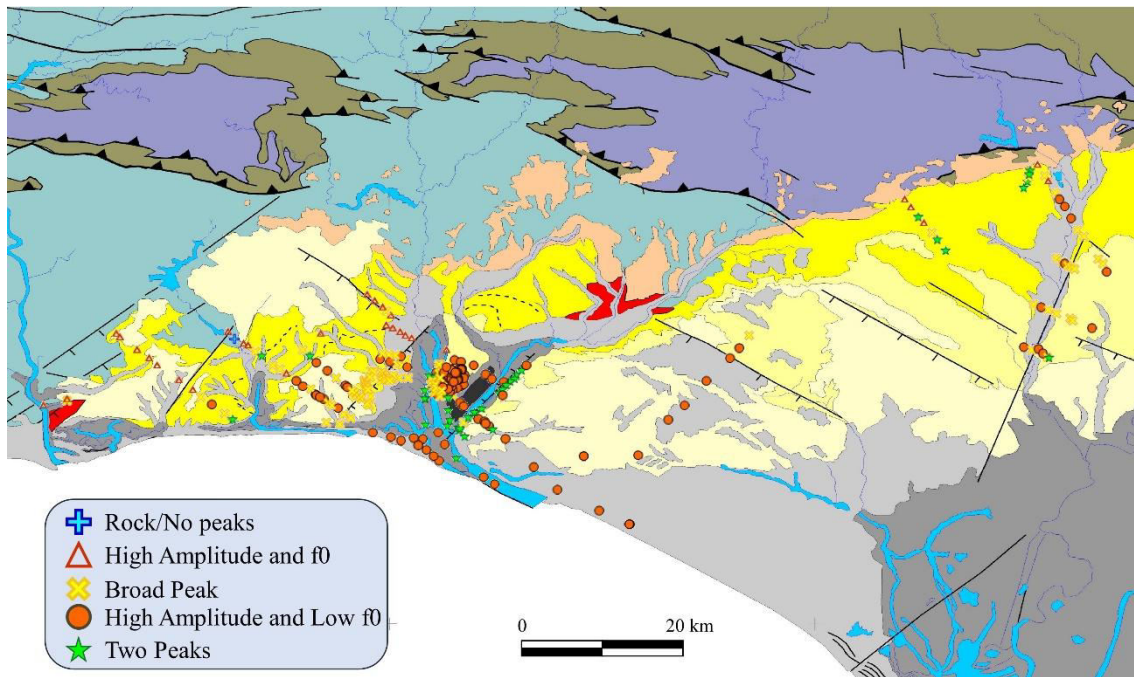 Rock/No peaks
High Amplitude and f0
Broad Peak
High Amplitude and Low f0
Two Peaks
0 20 km